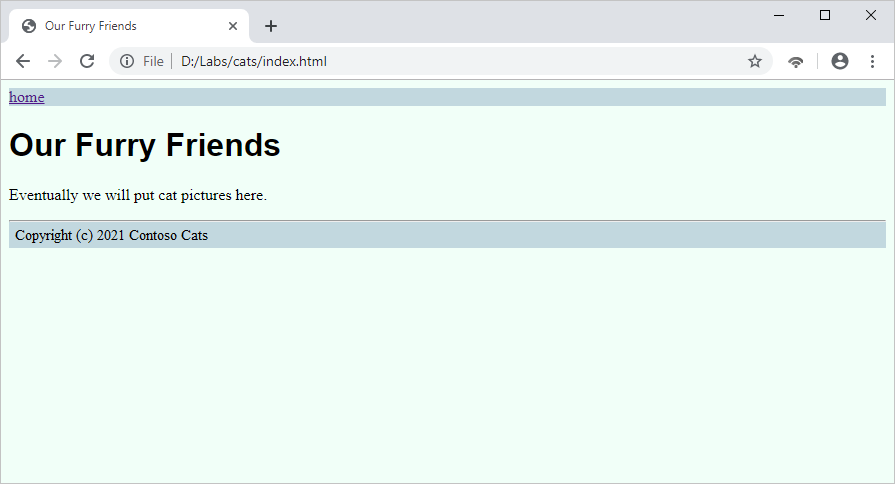 Our Furry Friends
File D:/Labs/cats/index.html
home
Our Furry Friends
Eventually we will put cat pictures here.
Copyright (c) 2021 Contoso Cats